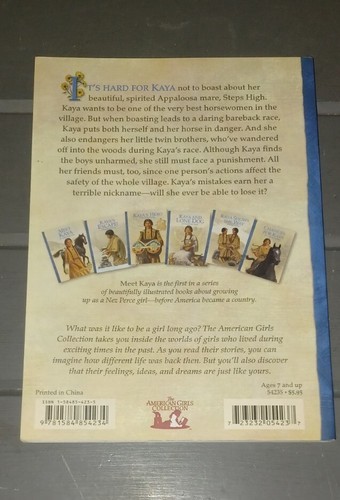 IT'S HARD FOR KAYA not to boast about her
beautiful, spirited Appaloosa mare, Steps High.
Kaya wants to be one of the very best horsewomen in the
village. But when boasting leads to a daring bareback race,
Kaya puts both herself and her horse in danger. And she
also endangers her little twin brothers, who've wandered
off into the woods during Kaya's race. Although Kaya finds
the boys unharmed, she still must face a punishment. All
her friends must, too, since one person's actions affect the
safety of the whole village. Kaya's mistakes earn her a
terrible nickname—will she ever be able to lose it?
Meet Kaya is the first in a series
of beautifully illustrated books about growing
up as a Nez Perce girl—before America became a country.
What was it like to be a girl long ago? The American Girls
Collection takes you inside the worlds of girls who lived during
exciting times in the past. As you read their stories, you can
imagine how different life was back then. But you'll also discover
that their feelings, ideas, and dreams are just like yours.
Printed in China
Ages 7 and up
ISBN 1-58485-423-5
9 781584 854234
The
AMERICAN GIRLS
COLLECTION
7 23232 05423